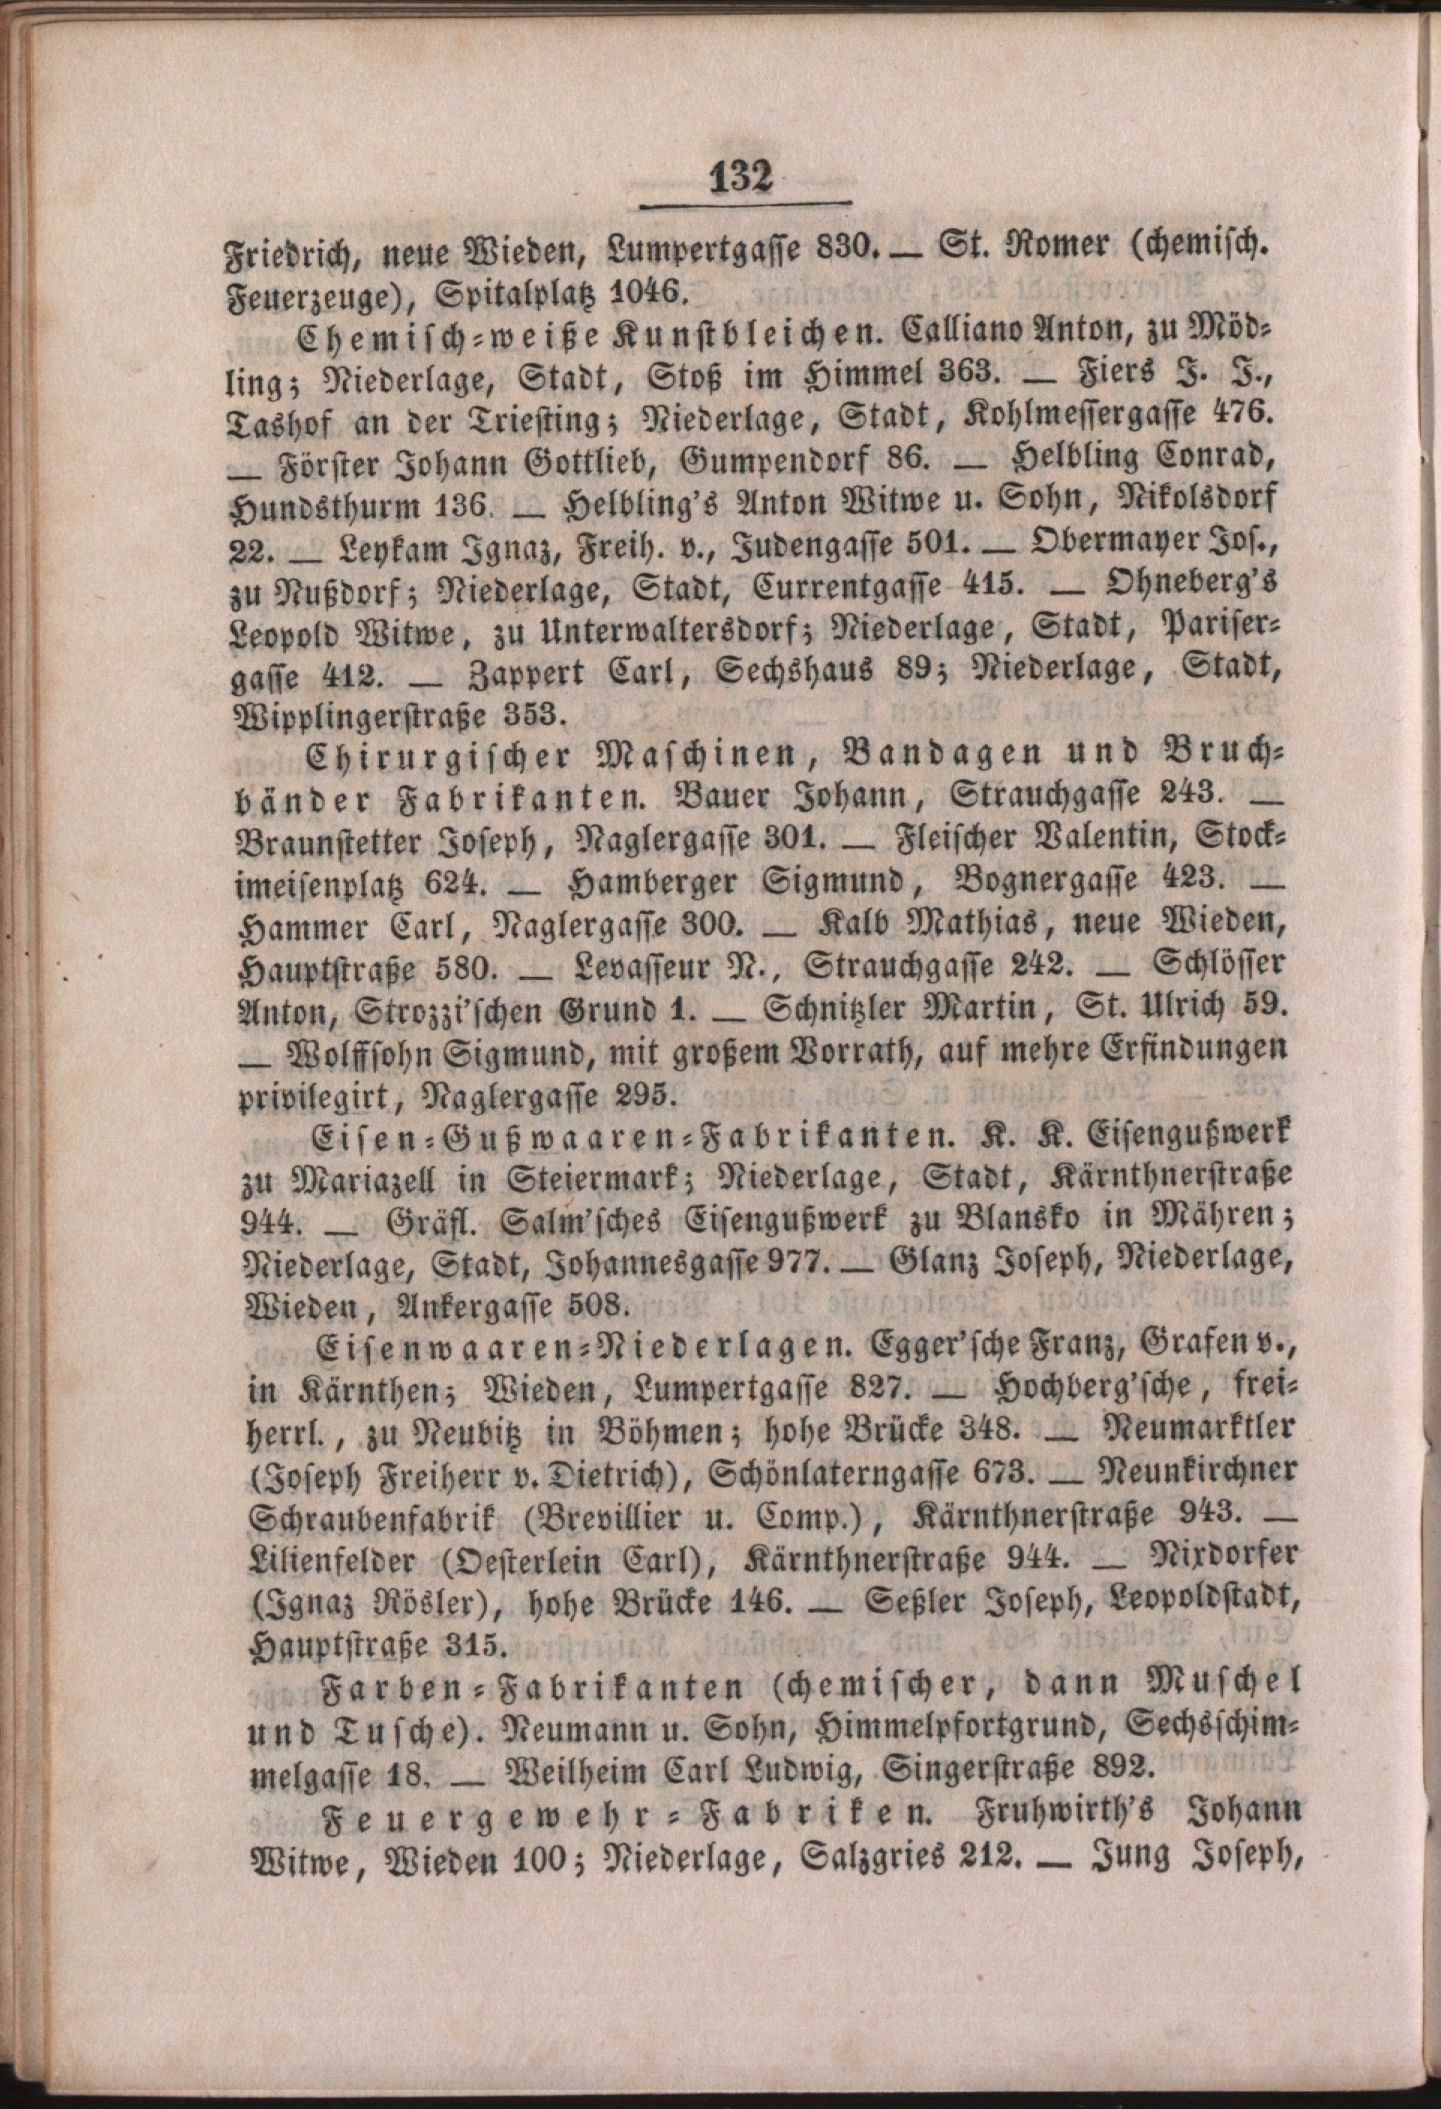 132
Friedrich, neue Wieden, Lumpertgasse 830. — St. Romer (chemisch.
Feuerzeuge), Spitalplatz 1046.
Chemisch-weiße Kunstbleichen. Calliano Anton, zu Möd-
ling; Niederlage, Stadt, Stoß im Himmel 363. — Fiers J. J.,
Tashof an der Triesting; Niederlage, Stadt, Kohlmessergasse 476.
— Förster Johann Gottlieb, Gumpendorf 86. — Helbling Conrad,
Hundsthurm 136. — Helbling's Anton Witwe u. Sohn, Nikolsdorf
22. — Leykam Ignaz, Freih. v., Judengasse 501. — Obermayer Jos.,
zu Nußdorf; Niederlage, Stadt, Currentgasse 415. — Ohneberg's
Leopold Witwe, zu Unterwaltersdorf; Niederlage, Stadt, Pariser-
gasse 412. — Zappert Carl, Sechshaus 89; Niederlage, Stadt,
Wipplingerstraße 353.
Chirurgischer Maschinen, Bandagen und Bruch-
bänder Fabrikanten. Bauer Johann, Strauchgasse 243. —
Braunstetter Joseph, Naglergasse 301. — Fleischer Valentin, Stock-
imeisenplatz 624. — Hamberger Sigmund, Bognergasse 423. —
Hammer Carl, Naglergasse 300. — Kalb Mathias, neue Wieden,
Hauptstraße 580. — Levasseur N., Strauchgasse 242. — Schlösser
Anton, Strozzi'schen Grund 1. — Schnitzler Martin, St. Ulrich 59.
— Wolffsohn Sigmund, mit großem Vorrath, auf mehre Erfindungen
privilegirt, Naglergasse 295.
Eisen-Gußwaaren-Fabrikanten. K. K. Eisengußwerk
zu Mariazell in Steiermark; Niederlage, Stadt, Kärnthnerstraße
944. — Gräfl. Salm'sches Eisengußwerk zu Blansko in Mähren;
Niederlage, Stadt, Johannesgasse 977. — Glanz Joseph, Niederlage,
Wieden, Ankergasse 508.
Eisenwaaren-Niederlagen. Egger'sche Franz, Grafen v.,
in Kärnthen; Wieden, Lumpertgasse 827. — Hochberg'sche, frei-
herrl., zu Neubitz in Böhmen; hohe Brücke 348. — Neumarktler
(Joseph Freiherr v. Dietrich), Schönlaterngasse 673. — Neunkirchner
Schraubenfabrik (Brevillier u. Comp.), Kärnthnerstraße 943. —
Lilienfelder (Oesterlein Carl), Kärnthnerstraße 944. — Nixdorfer
(Ignaz Rösler), hohe Brücke 146. — Seßler Joseph, Leopoldstadt,
Hauptstraße 315.
Farben-Fabrikanten (chemischer, dann Muschel
und Tusche). Neumann u. Sohn, Himmelpfortgrund, Sechsschim-
melgasse 18. — Weilheim Carl Ludwig, Singerstraße 892.
Feuergewehr-Fabriken. Fruhwirth's Johann
Witwe, Wieden 100; Niederlage, Salzgries 212. — Jung Joseph,